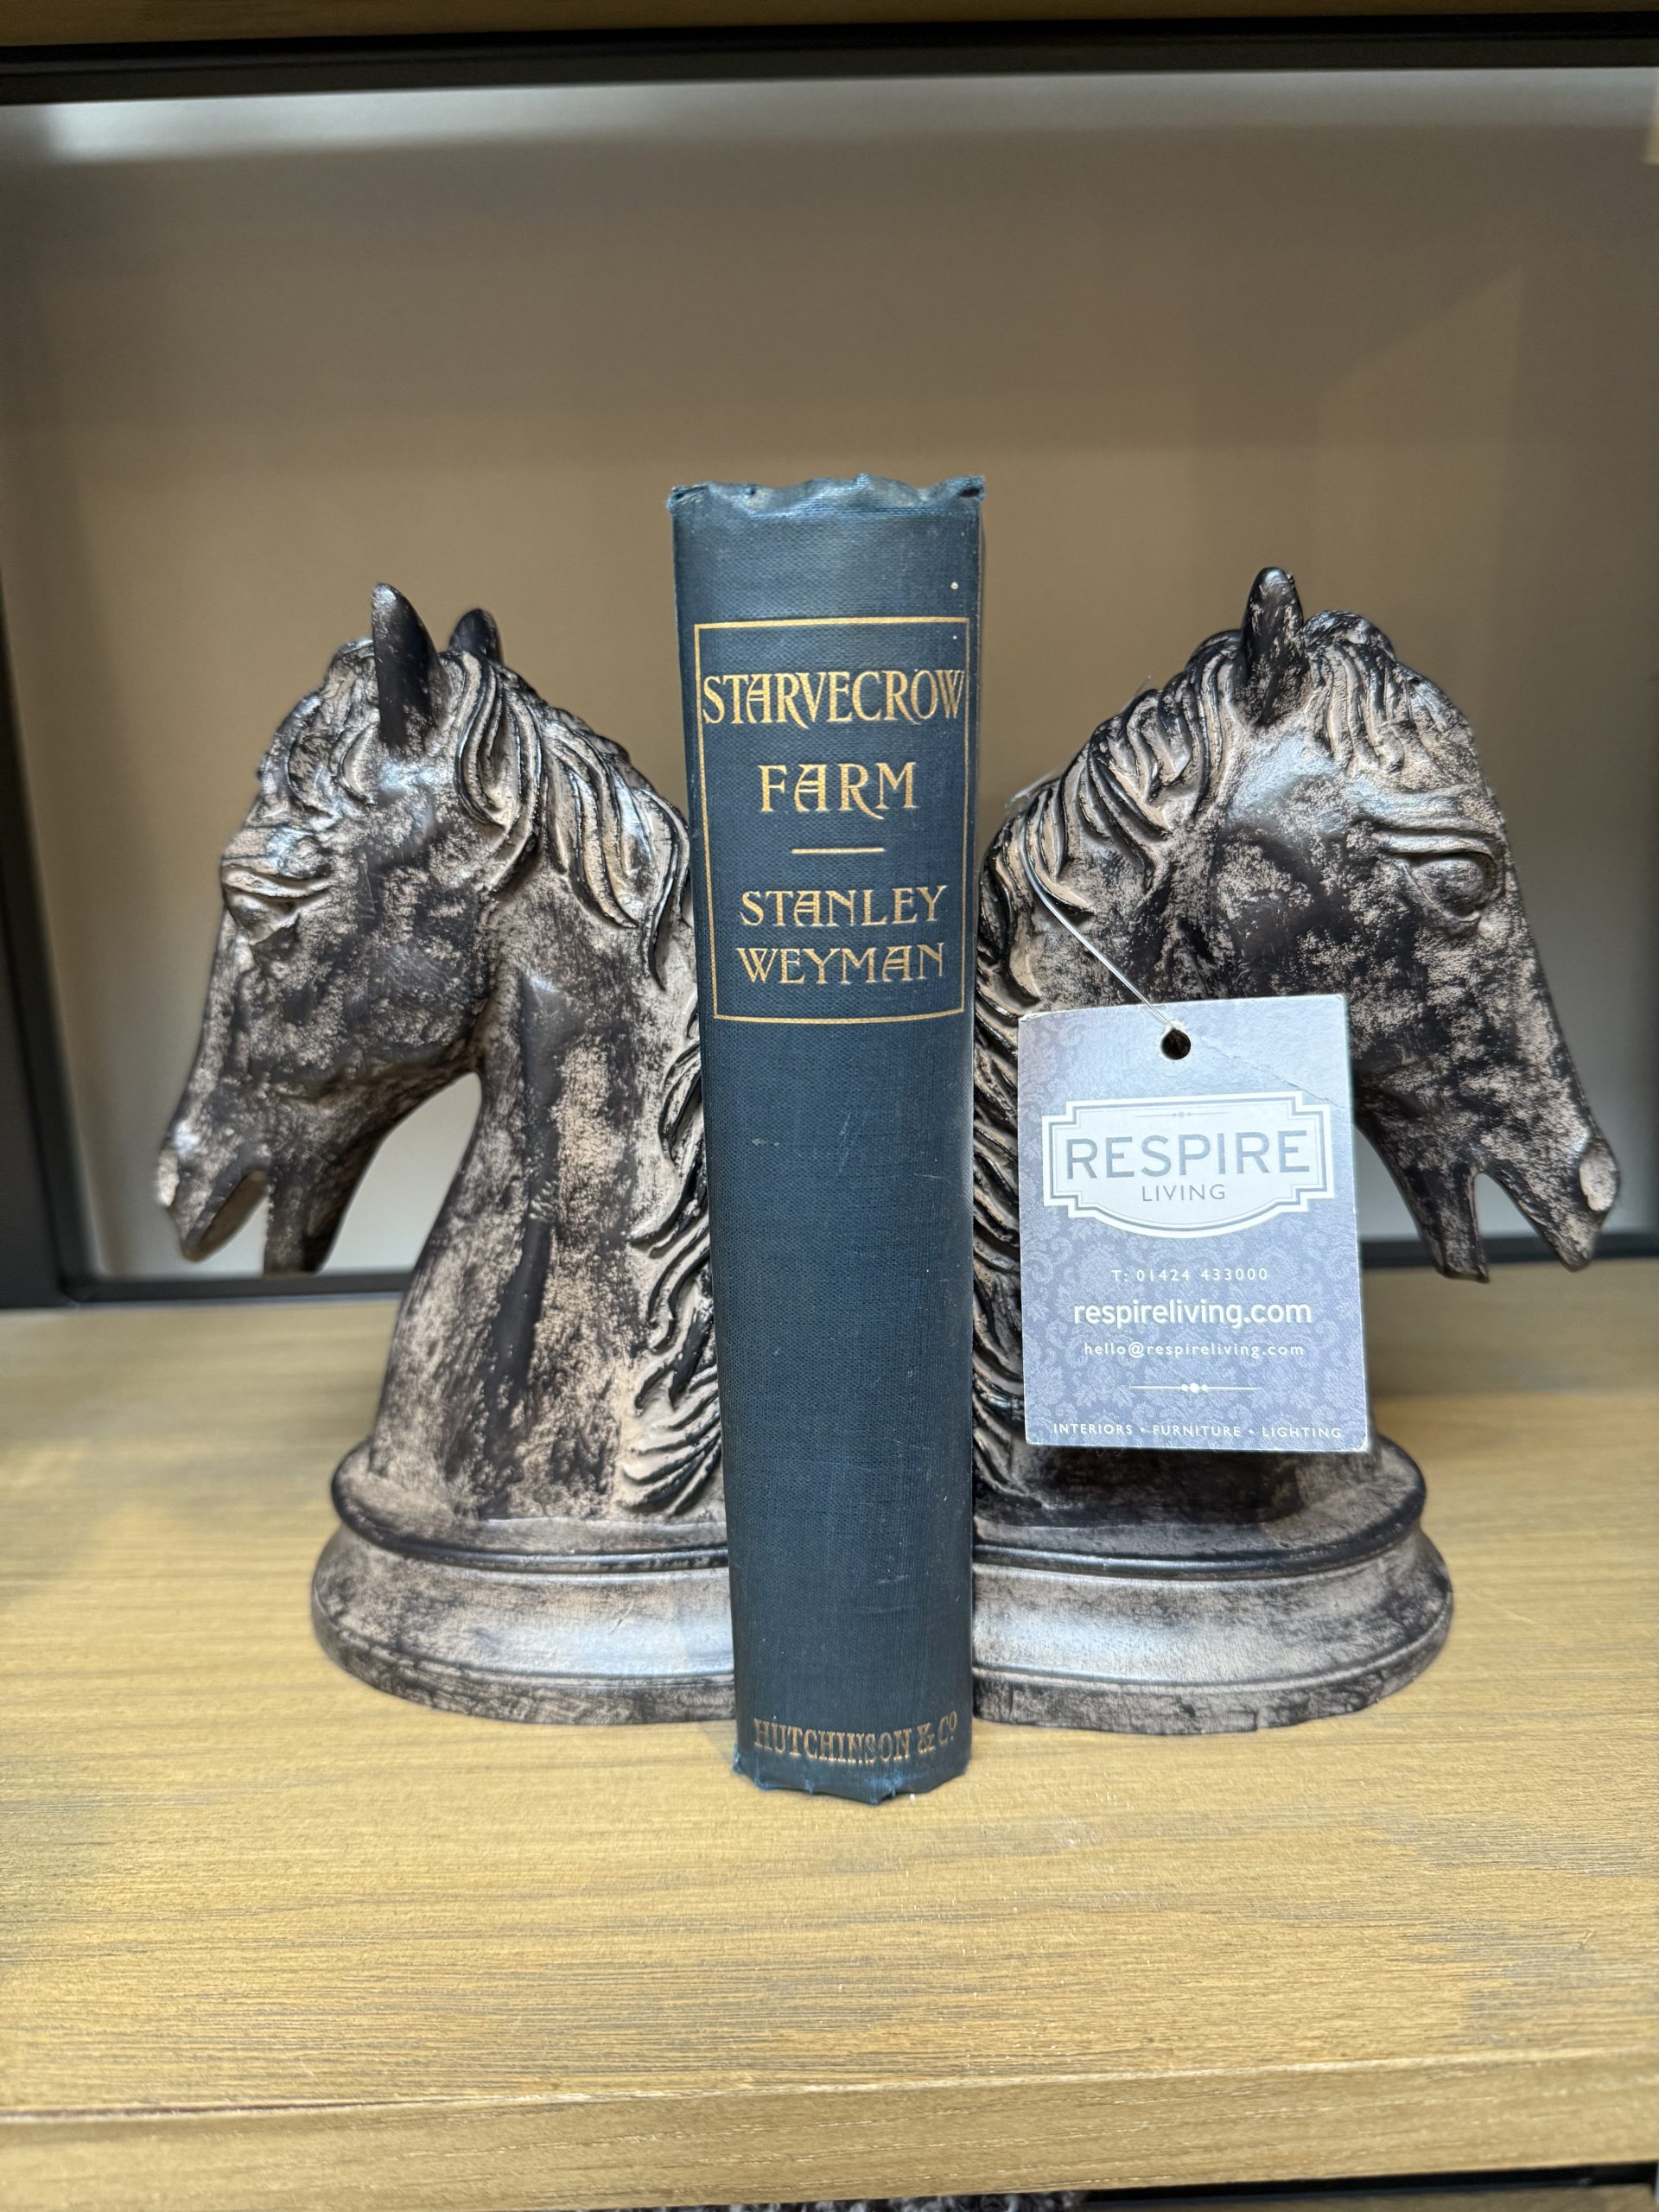 STARVECROW
FARM
STANLEY
WEYMAN
HUTCHINSON & Co
RESPIRE
LIVING
T: 01424 433000
respireliving.com
hello@respireliving.com
INTERIORS • FURNITURE • LIGHTING